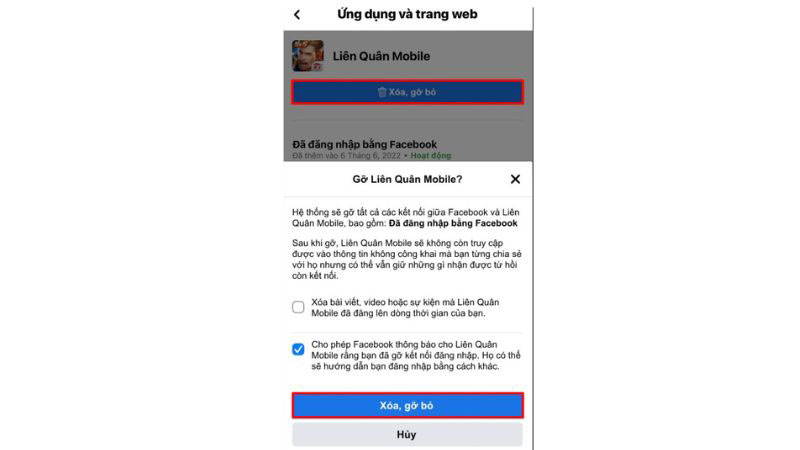 Ứng dụng và trang web
Liên Quân Mobile
Xóa, gỡ bỏ
Đã đăng nhập bằng Facebook
Đã thêm vào 6 Tháng 6, 2022 • Hoạt động
Gỡ Liên Quân Mobile?
Hệ thống sẽ gỡ tất cả các kết nối giữa Facebook và Liên
Quân Mobile, bao gồm: Đã đăng nhập bằng Facebook
Sau khi gỡ, Liên Quân Mobile sẽ không còn truy cập
được vào thông tin không công khai mà bạn từng chia sẻ
với họ nhưng có thể vẫn giữ những gì nhận được từ hồi
còn kết nối.
Xóa bài viết, video hoặc sự kiện mà Liên Quân
Mobile đã đăng lên dòng thời gian của bạn.
Cho phép Facebook thông báo cho Liên Quân
Mobile rằng bạn đã gỡ kết nối đăng nhập. Họ có thể
sẽ hướng dẫn bạn đăng nhập bằng cách khác.
Xóa, gỡ bỏ
Hủy